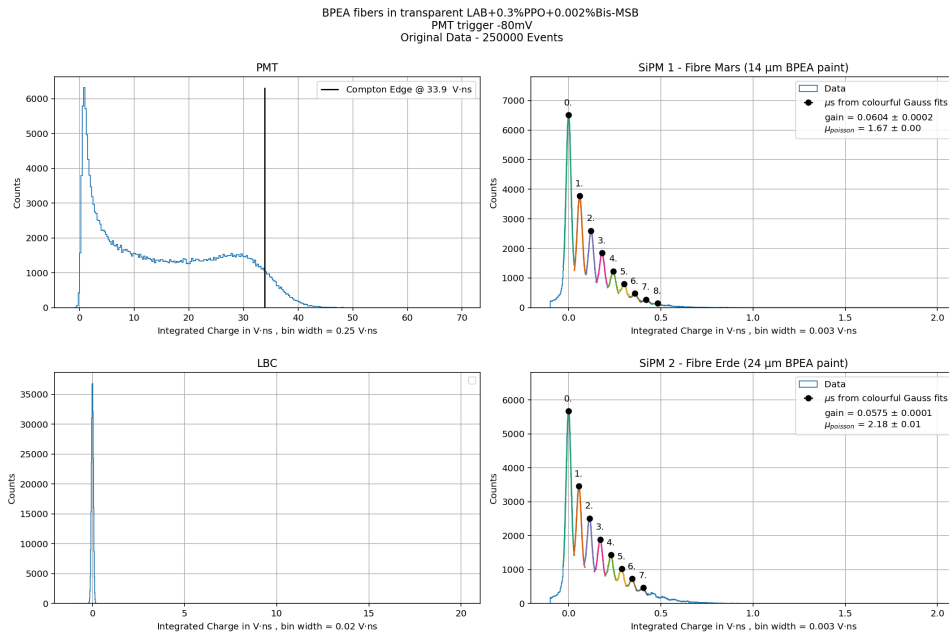 BPEA fibers in transparent LAB+0.3%PPO+0.002%Bis-MSB
PMT trigger -80mV
Original Data - 250000 Events
PMT
Compton Edge @ 33.9 V·ns
Counts
6000
5000
4000
3000
2000
1000
0
0 10 20 30 40 50 60 70
Integrated Charge in V·ns , bin width = 0.25 V·ns
SiPM 1 - Fibre Mars (14 µm BPEA paint)
Data
µs from colourful Gauss fits
gain = 0.0604 ± 0.0002
µpoisson = 1.67 ± 0.00
Counts
7000
6000
5000
4000
3000
2000
1000
0
0.
1.
2.
3.
4.
5.
6.
7.
8.
0.0 0.5 1.0 1.5 2.0
Integrated Charge in V·ns , bin width = 0.003 V·ns
LBC
Counts
35000
30000
25000
20000
15000
10000
5000
0
0 5 10 15 20
Integrated Charge in V·ns , bin width = 0.02 V·ns
SiPM 2 - Fibre Erde (24 µm BPEA paint)
Data
µs from colourful Gauss fits
gain = 0.0575 ± 0.0001
µpoisson = 2.18 ± 0.01
Counts
6000
5000
4000
3000
2000
1000
0
0.
1.
2.
3.
4.
5.
6.
7.
0.0 0.5 1.0 1.5 2.0
Integrated Charge in V·ns , bin width = 0.003 V·ns